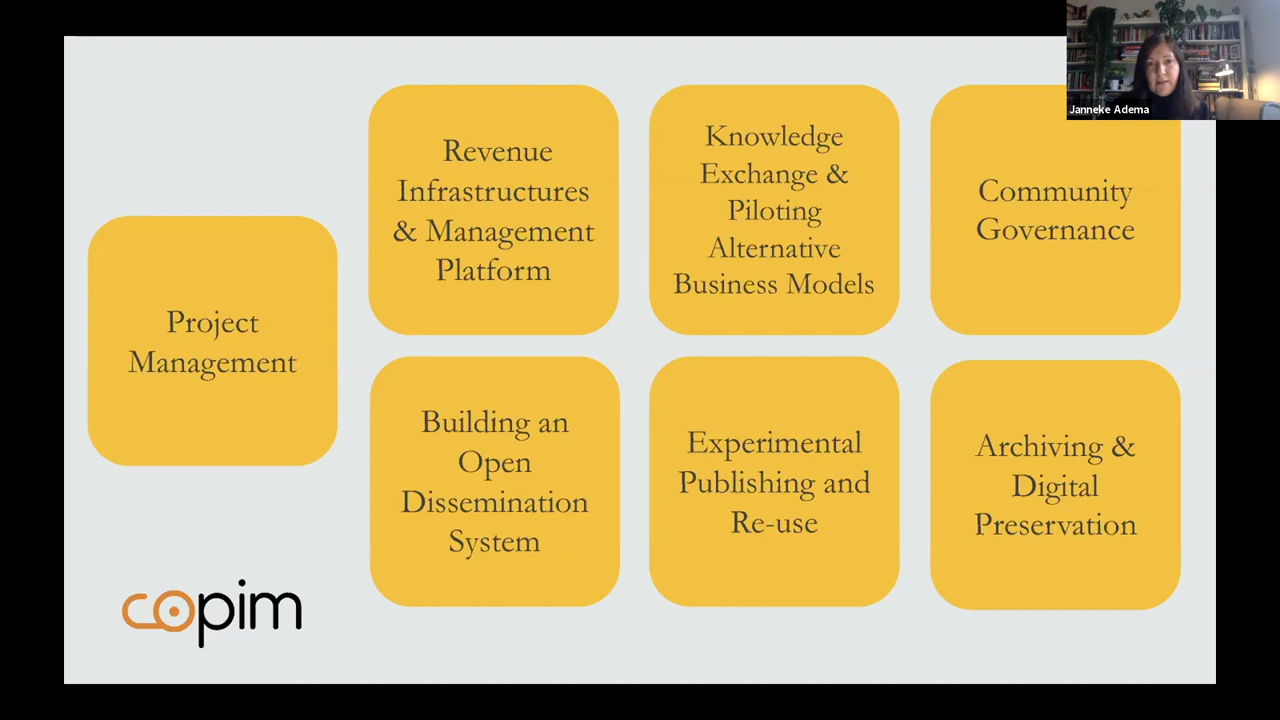 Janneke Adema
Revenue
Infrastructures
& Management
Platform
Knowledge
Exchange &
Piloting
Alternative
Business Models
Community
Governance
Project
Management
Building an
Open
Dissemination
System
Experimental
Publishing and
Re-use
Archiving &
Digital
Preservation
copim